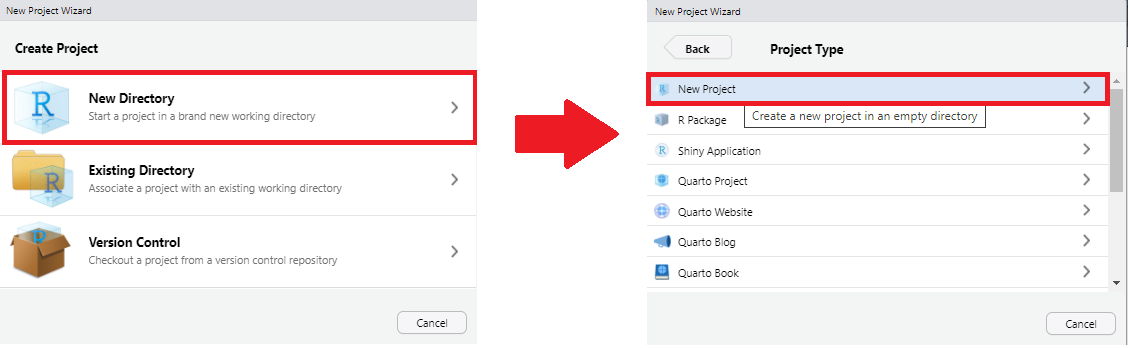 New Project Wizard
Create Project
New Directory
Start a project in a brand new working directory
Existing Directory
Associate a project with an existing working directory
Version Control
Checkout a project from a version control repository
Cancel
New Project Wizard
Back
Project Type
New Project
Create a new project in an empty directory
R Package
Shiny Application
Quarto Project
Quarto Website
Quarto Blog
Quarto Book
Cancel